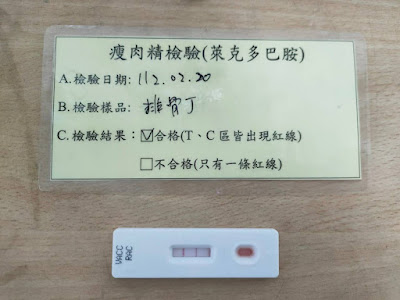 瘦肉精檢驗(萊克多巴胺)
A.檢驗日期:112.02.20
B.檢驗樣品:排骨丁
C.檢驗結果:☑合格(T、C區皆出現紅線)
☐不合格(只有一條紅線)
VACC
RAC